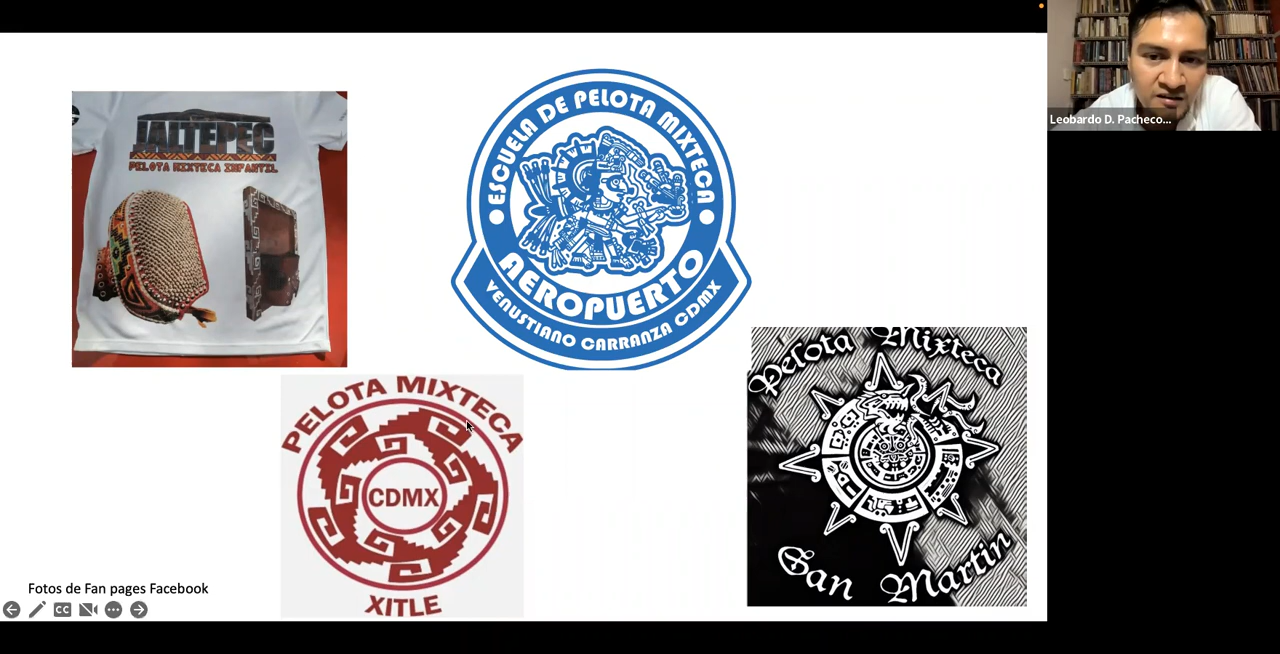 JALTEPEC
PELOTA MIXTECA INFANTIL
ESCUELA DE PELOTA MIXTECA
AEROPUERTO
VENUSTIANO CARRANZA CDMX
PELOTA MIXTECA
CDMX
XITLE
Pelota Mixteca
San Martin
Fotos de Fan pages Facebook
CC
Leobardo D. Pacheco...